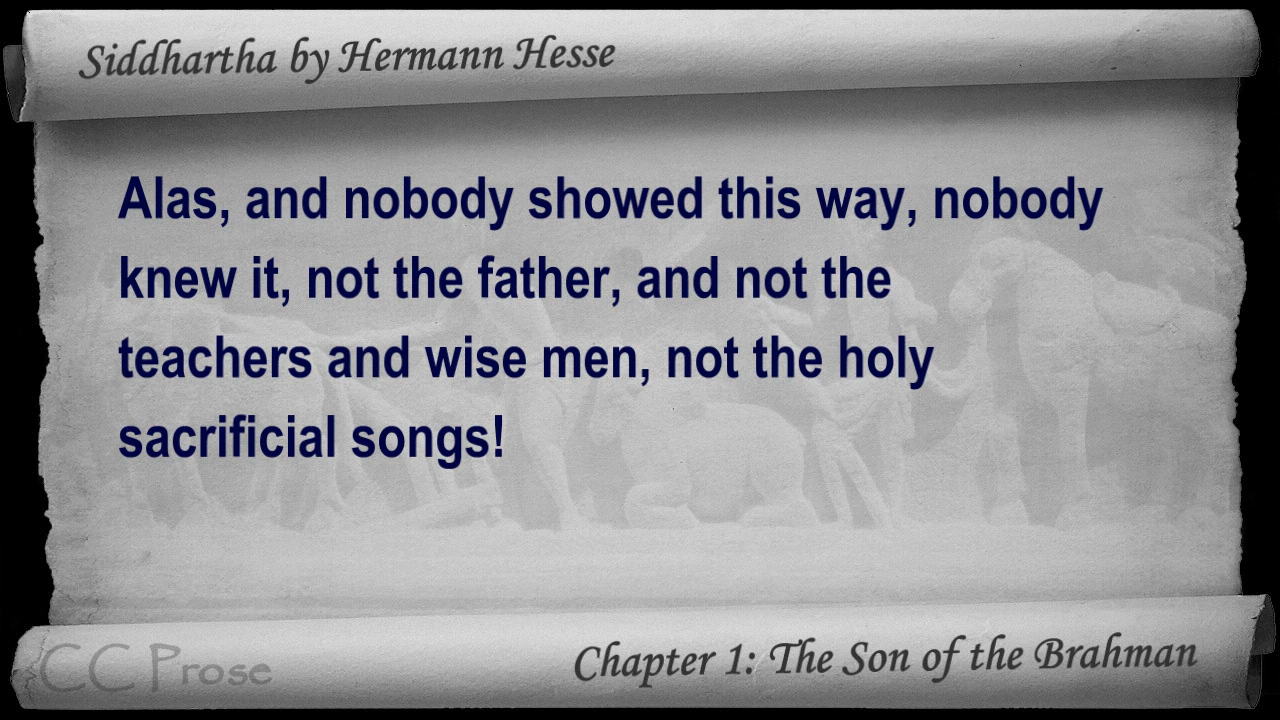 Siddhartha by Hermann Hesse
Alas, and nobody showed this way, nobody
knew it, not the father, and not the
teachers and wise men, not the holy
sacrificial songs!
CC Prose
Chapter 1: The Son of the Brahman